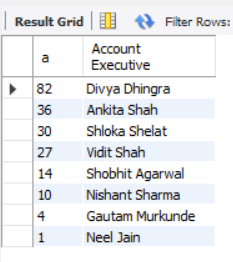 Result Grid Filter Rows:
a Account
Executive
82 Divya Dhingra
36 Ankita Shah
30 Shloka Shelat
27 Vidit Shah
14 Shobhit Agarwal
10 Nishant Sharma
4 Gautam Murkunde
1 Neel Jain